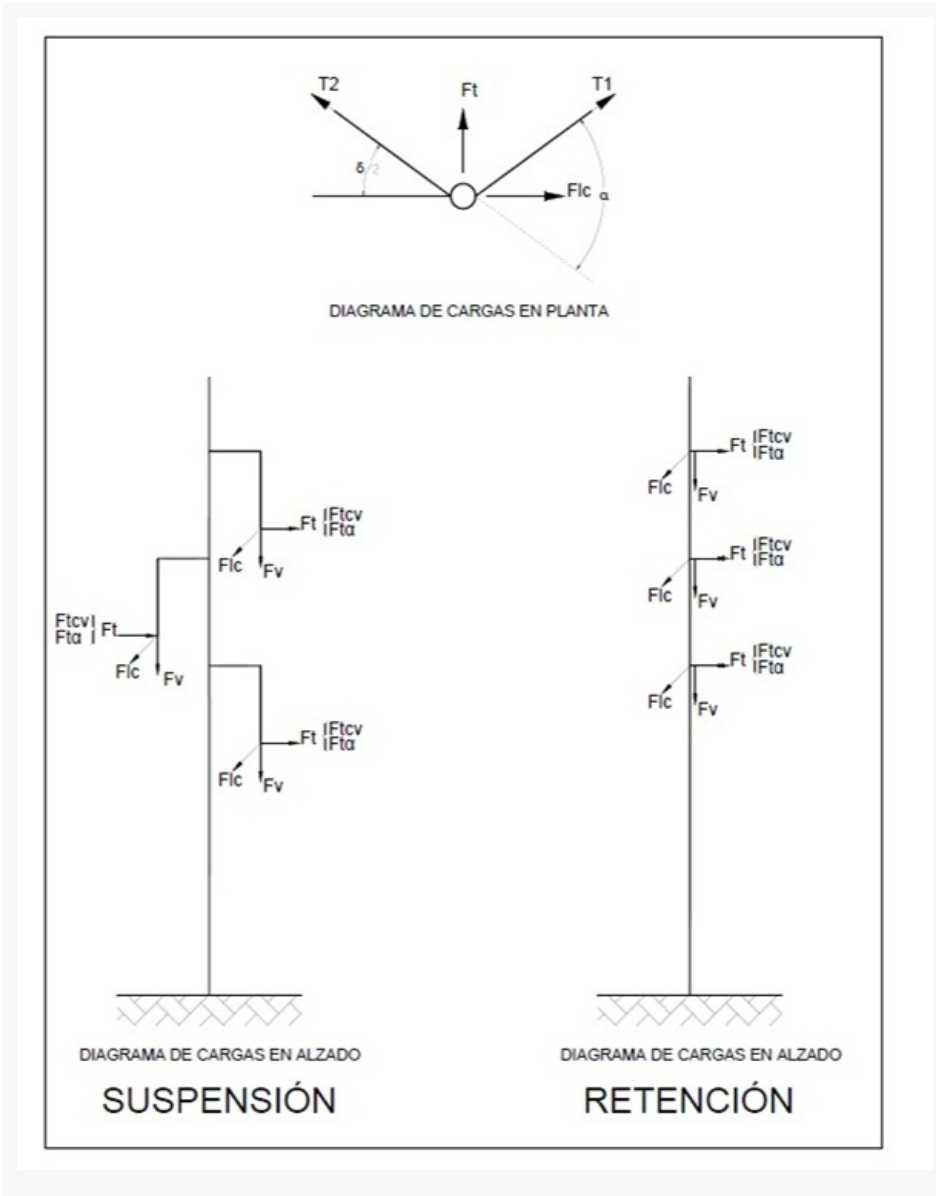 T2
Ft
T1
δ/2
Flc
α
DIAGRAMA DE CARGAS EN PLANTA
Ft |Ftcv
|Ftα
Flc
Fv
Ftcv| Ft
Ftα |
Flc
Fv
Ft |Ftcv
|Ftα
Flc
Fv
DIAGRAMA DE CARGAS EN ALZADO
SUSPENSIÓN
Ft |Ftcv
|Ftα
Flc
Fv
Ft |Ftcv
|Ftα
Flc
Fv
Ft |Ftcv
|Ftα
Flc
Fv
DIAGRAMA DE CARGAS EN ALZADO
RETENCIÓN